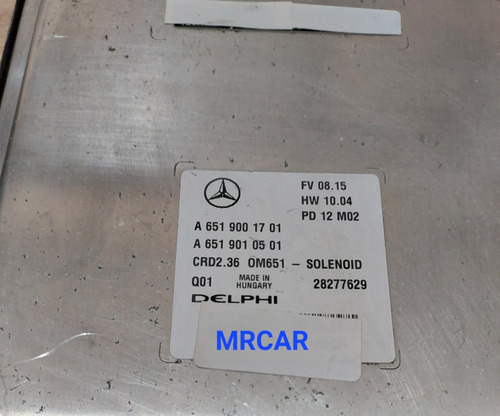 FV 08.15
HW 10.04
PD 12 M02
A 651 900 17 01
A 651 901 05 01
CRD2.36 OM651 - SOLENOID
Q01 MADE IN HUNGARY 28277629
DELPHI
MRCAR